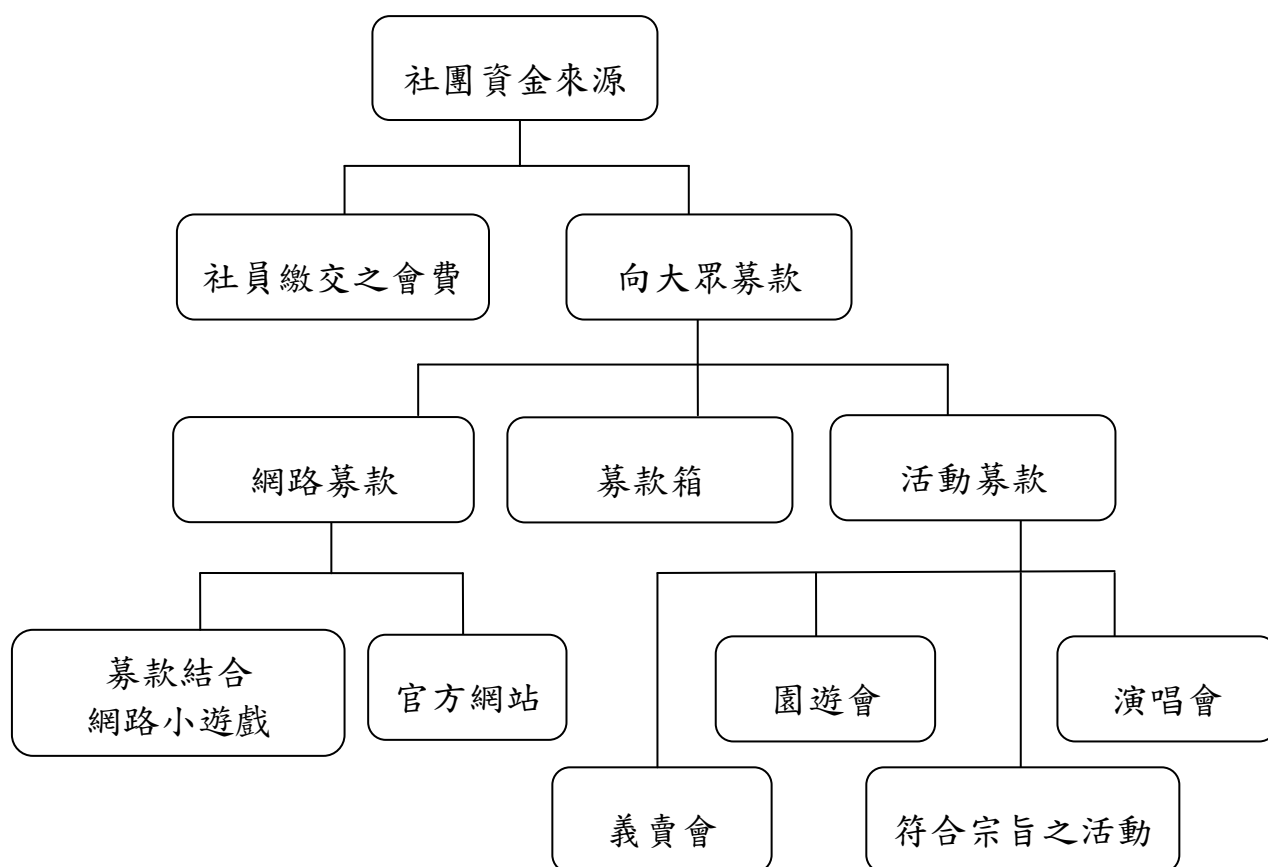 社團資金來源
社員繳交之會費
向大眾募款
網路募款
募款箱
活動募款
募款結合
網路小遊戲
官方網站
園遊會
演唱會
義賣會
符合宗旨之活動